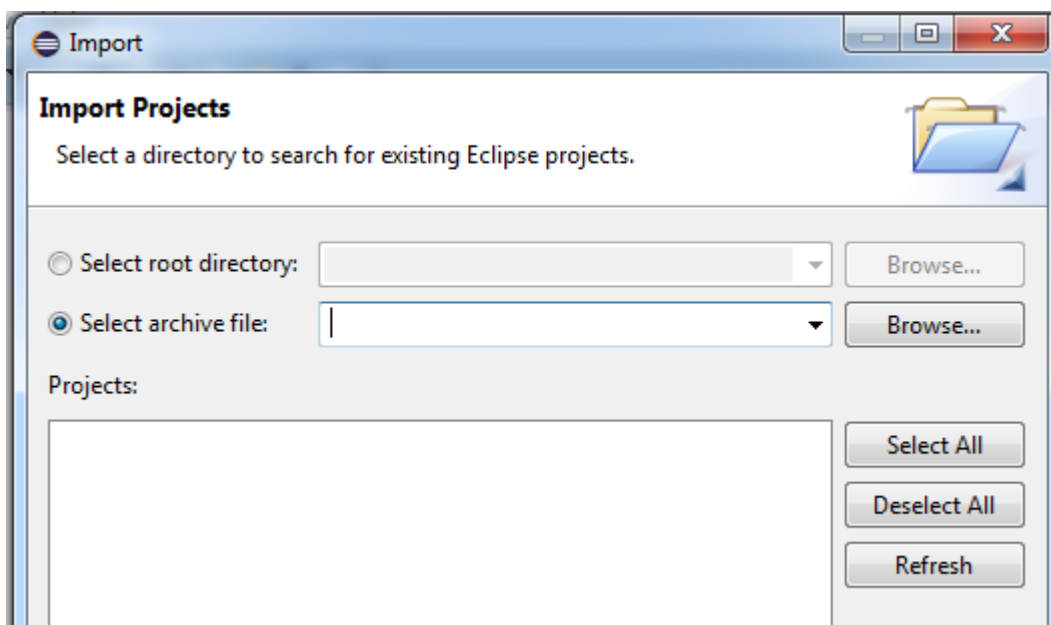 Import
Import Projects
Select a directory to search for existing Eclipse projects.
Select root directory:
Browse...
Select archive file:
Browse...
Projects:
Select All
Deselect All
Refresh